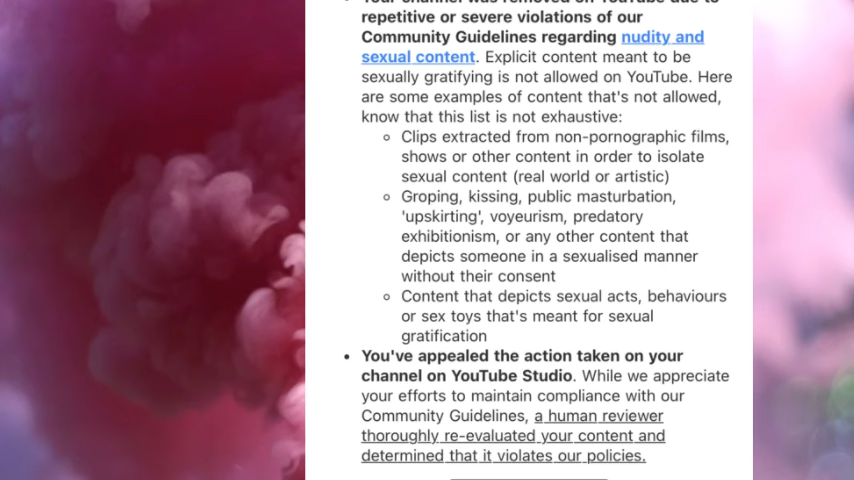 Your channel was removed on YouTube due to
repetitive or severe violations of our
Community Guidelines regarding nudity and
sexual content. Explicit content meant to be
sexually gratifying is not allowed on YouTube. Here
are some examples of content that's not allowed,
know that this list is not exhaustive:
Clips extracted from non-pornographic films,
shows or other content in order to isolate
sexual content (real world or artistic)
Groping, kissing, public masturbation,
'upskirting', voyeurism, predatory
exhibitionism, or any other content that
depicts someone in a sexualised manner
without their consent
Content that depicts sexual acts, behaviours
or sex toys that's meant for sexual
gratification
You've appealed the action taken on your
channel on YouTube Studio. While we appreciate
your efforts to maintain compliance with our
Community Guidelines, a human reviewer
thoroughly re-evaluated your content and
determined that it violates our policies.